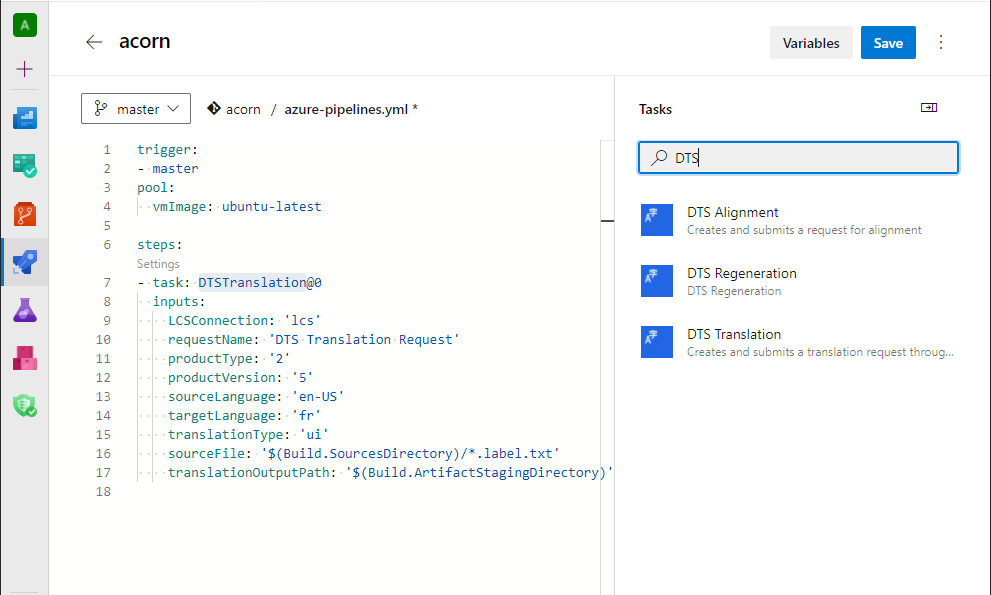 A
acorn
Variables
Save
master
acorn / azure-pipelines.yml *
1 trigger:
2 - master
3 pool:
4 vmImage: ubuntu-latest
5
6 steps:
Settings
7 - task: DTSTranslation@0
8 inputs:
9 LCSConnection: 'lcs'
10 requestName: 'DTS Translation Request'
11 productType: '2'
12 productVersion: '5'
13 sourceLanguage: 'en-US'
14 targetLanguage: 'fr'
15 translationType: 'ui'
16 sourceFile: '$(Build.SourcesDirectory)/*.label.txt'
17 translationOutputPath: '$(Build.ArtifactStagingDirectory)'
18
Tasks
DTS
DTS Alignment
Creates and submits a request for alignment
DTS Regeneration
DTS Regeneration
DTS Translation
Creates and submits a translation request throug...